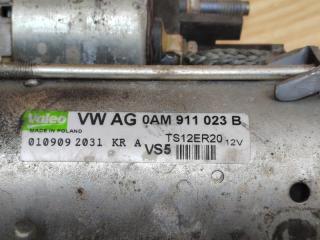 Valeo VW AG 0AM 911 023 B
MADE IN POLAND TS12ER20 12V
010909 2031 KR A VS5